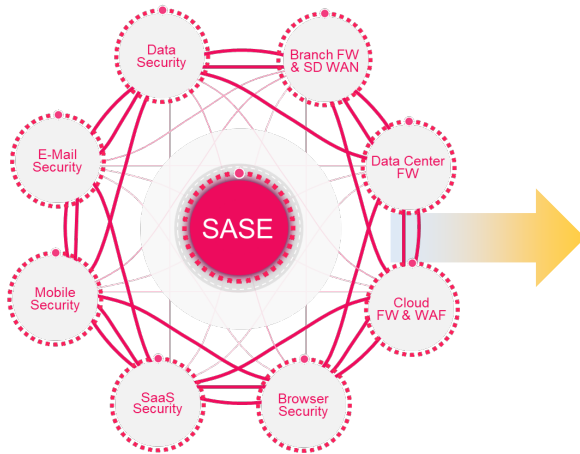 Data
Security
Branch FW
& SD WAN
E-Mail
Security
Data Center
FW
SASE
Mobile
Security
Cloud
FW & WAF
SaaS
Security
Browser
Security